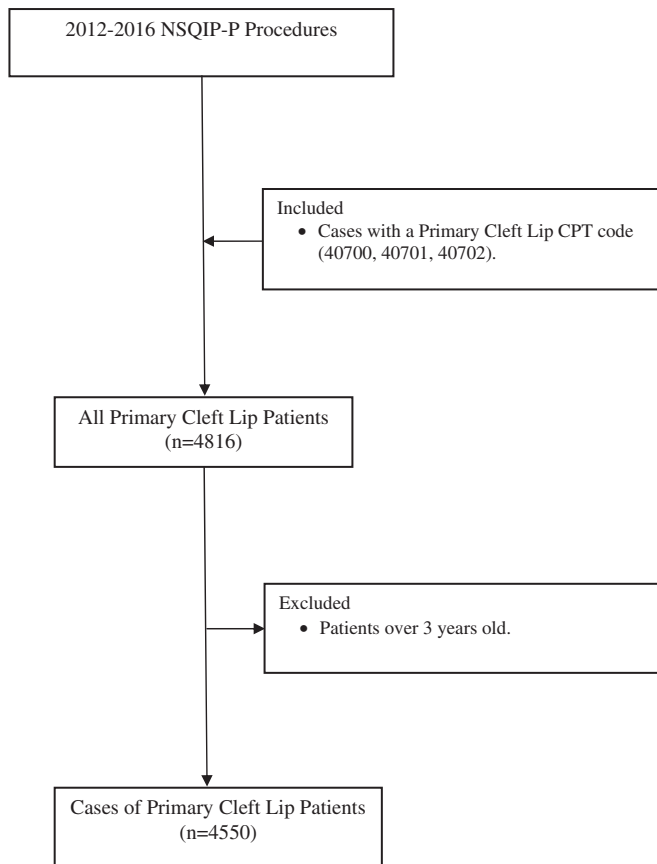 2012-2016 NSQIP-P Procedures
Included
• Cases with a Primary Cleft Lip CPT code
(40700, 40701, 40702).
All Primary Cleft Lip Patients
(n=4816)
Excluded
• Patients over 3 years old.
Cases of Primary Cleft Lip Patients
(n=4550)